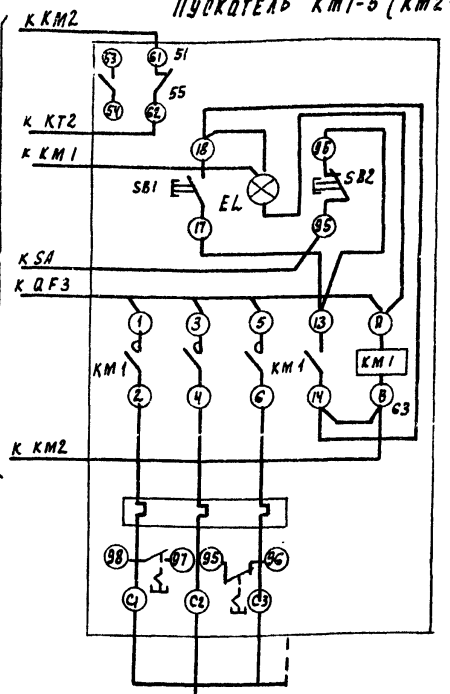 ПУСКАТЕЛЬ КМ1-5 (КМ2-
К КМ2
53 61 51
55
54 62
К КТ2
К КМ1
18 96
SB1 EL SB2
17 95
К SA
К QF3
1 3 5 13 A
КМ1 КМ1 КМ1
2 4 6 14 B
63
К КМ2
98 97 95 96
C1 C2 C3